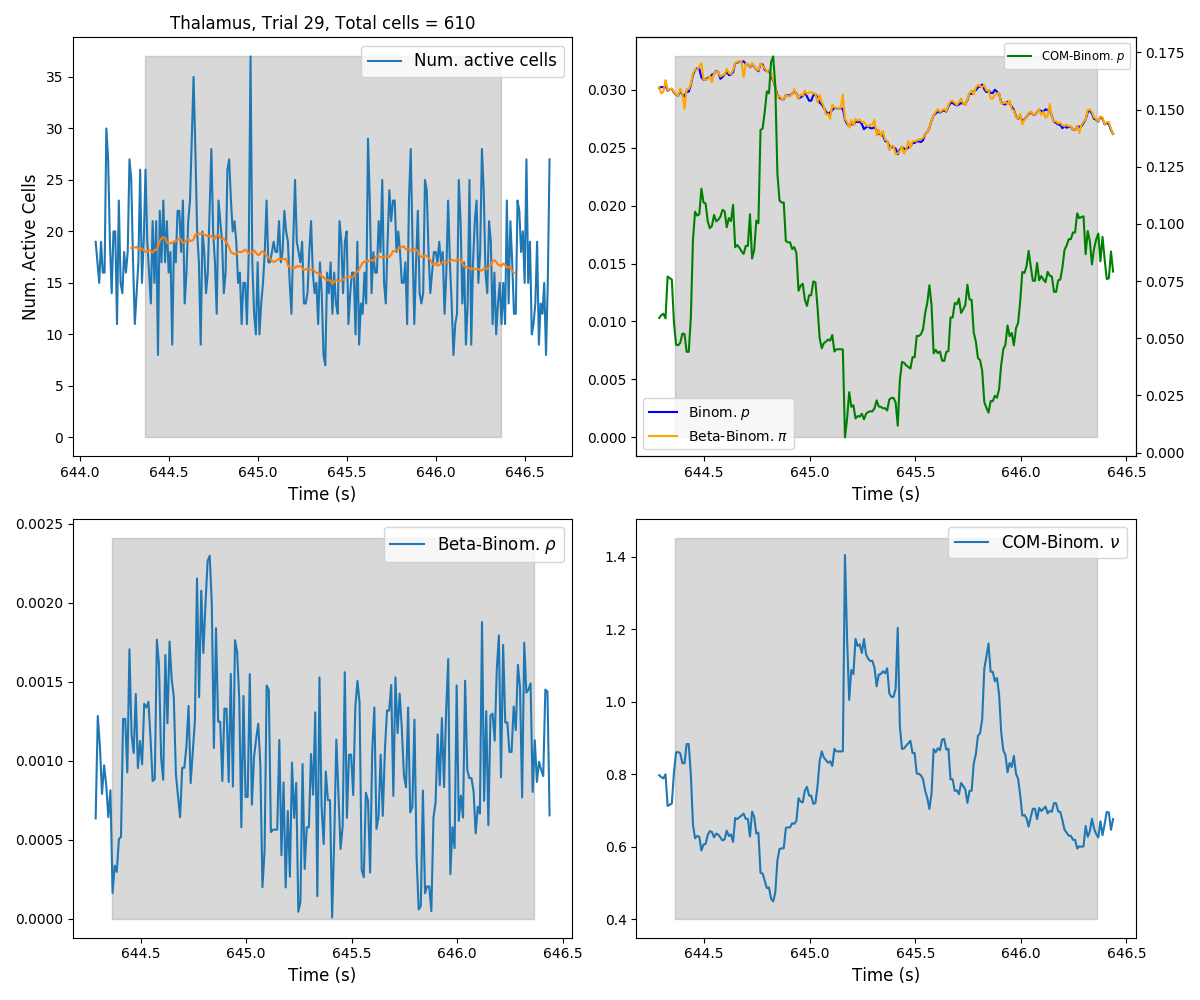 Thalamus, Trial 29, Total cells = 610
Num. active cells
Num. Active Cells
35
30
25
20
15
10
5
0
644.0 644.5 645.0 645.5 646.0 646.5
Time (s)
COM-Binom. p
Binom. p
Beta-Binom. π
0.030
0.025
0.020
0.015
0.010
0.005
0.000
0.175
0.150
0.125
0.100
0.075
0.050
0.025
0.000
644.5 645.0 645.5 646.0 646.5
Time (s)
Beta-Binom. ρ
0.0025
0.0020
0.0015
0.0010
0.0005
0.0000
644.5 645.0 645.5 646.0 646.5
Time (s)
COM-Binom. ν
1.4
1.2
1.0
0.8
0.6
0.4
644.5 645.0 645.5 646.0 646.5
Time (s)